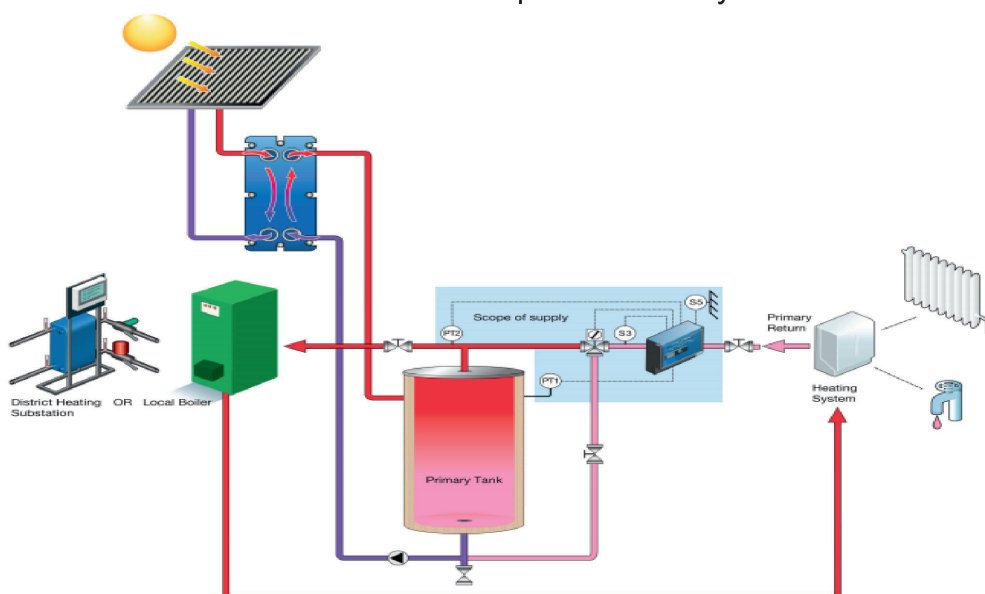 Scope of supply
S5
PT2
S3
Primary
Return
PT1
District Heating OR Local Boiler
Substation
Heating
System
Primary Tank